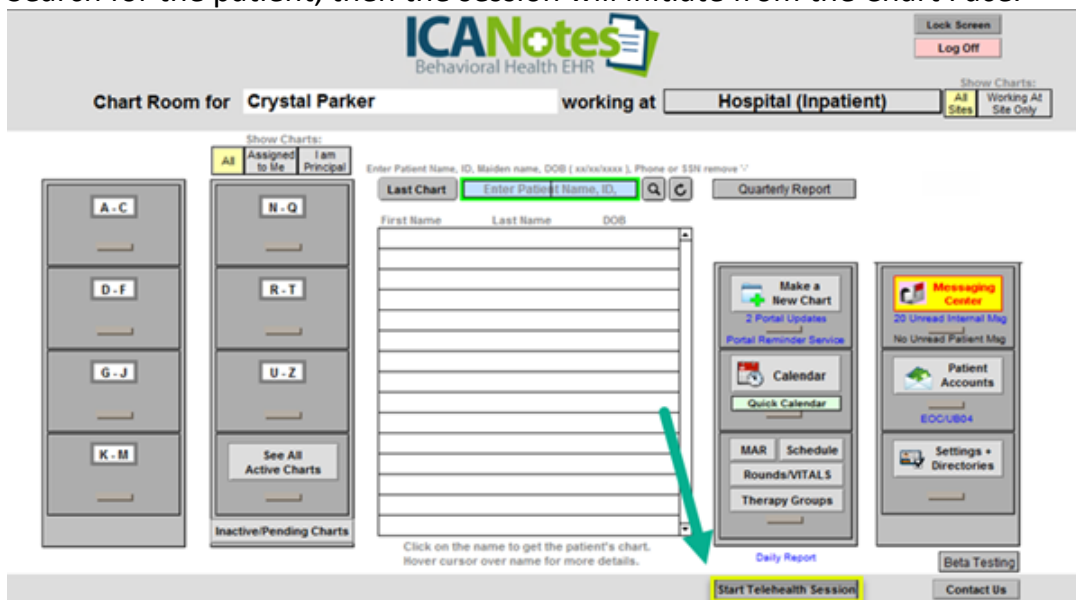 search for the patient, then the session will initiate from the Chart Face.
ICANotes
Behavioral Health EHR
Lock Screen
Log Off
Chart Room for Crystal Parker working at Hospital (Inpatient)
Show Charts:
All Sites
Working At Site Only
Show Charts:
All
Assigned to Me
I am Principal
Enter Patient Name, ID, Maiden name, DOB ( xx/xx/xxxx ), Phone or SSN remove '-'
Last Chart
Enter Patient Name, ID,
Quarterly Report
First Name Last Name DOB
A - C
N - Q
D - F
R - T
G - J
U - Z
K - M
See All
Active Charts
Inactive/Pending Charts
Make a
New Chart
2 Portal Updates
Portal Reminder Service
Calendar
Quick Calendar
MAR Schedule
Rounds/VITALS
Therapy Groups
Messaging
Center
20 Unread Internal Msg
No Unread Patient Msg
Patient
Accounts
EOC/UB04
Settings +
Directories
Click on the name to get the patient's chart.
Hover cursor over name for more details.
Daily Report
Beta Testing
Start Telehealth Session
Contact Us